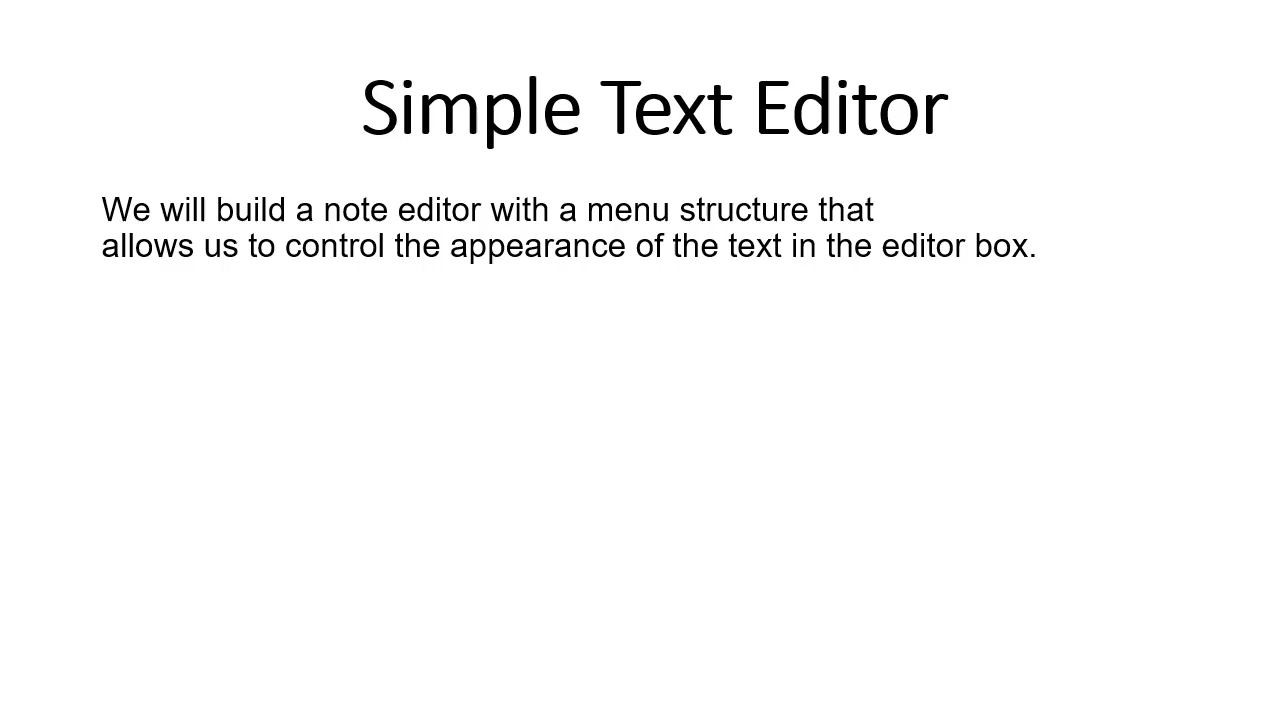 Simple Text Editor
We will build a note editor with a menu structure that
allows us to control the appearance of the text in the editor box.